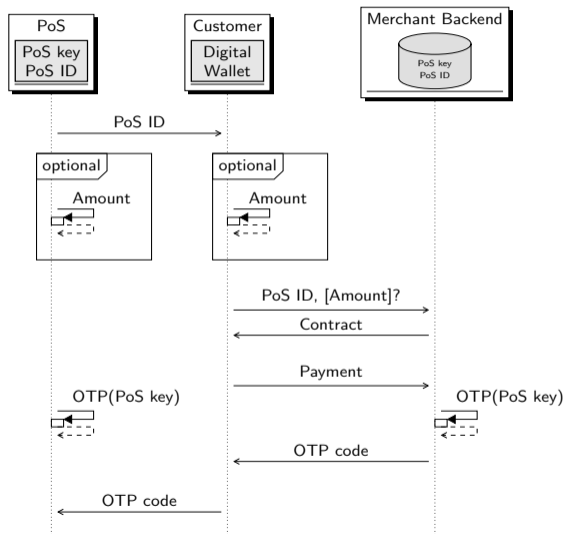 PoS
Customer
Merchant Backend
PoS key
PoS ID
Digital
Wallet
PoS key
PoS ID
PoS ID
optional
optional
Amount
Amount
PoS ID, [Amount]?
Contract
Payment
OTP(PoS key)
OTP(PoS key)
OTP code
OTP code